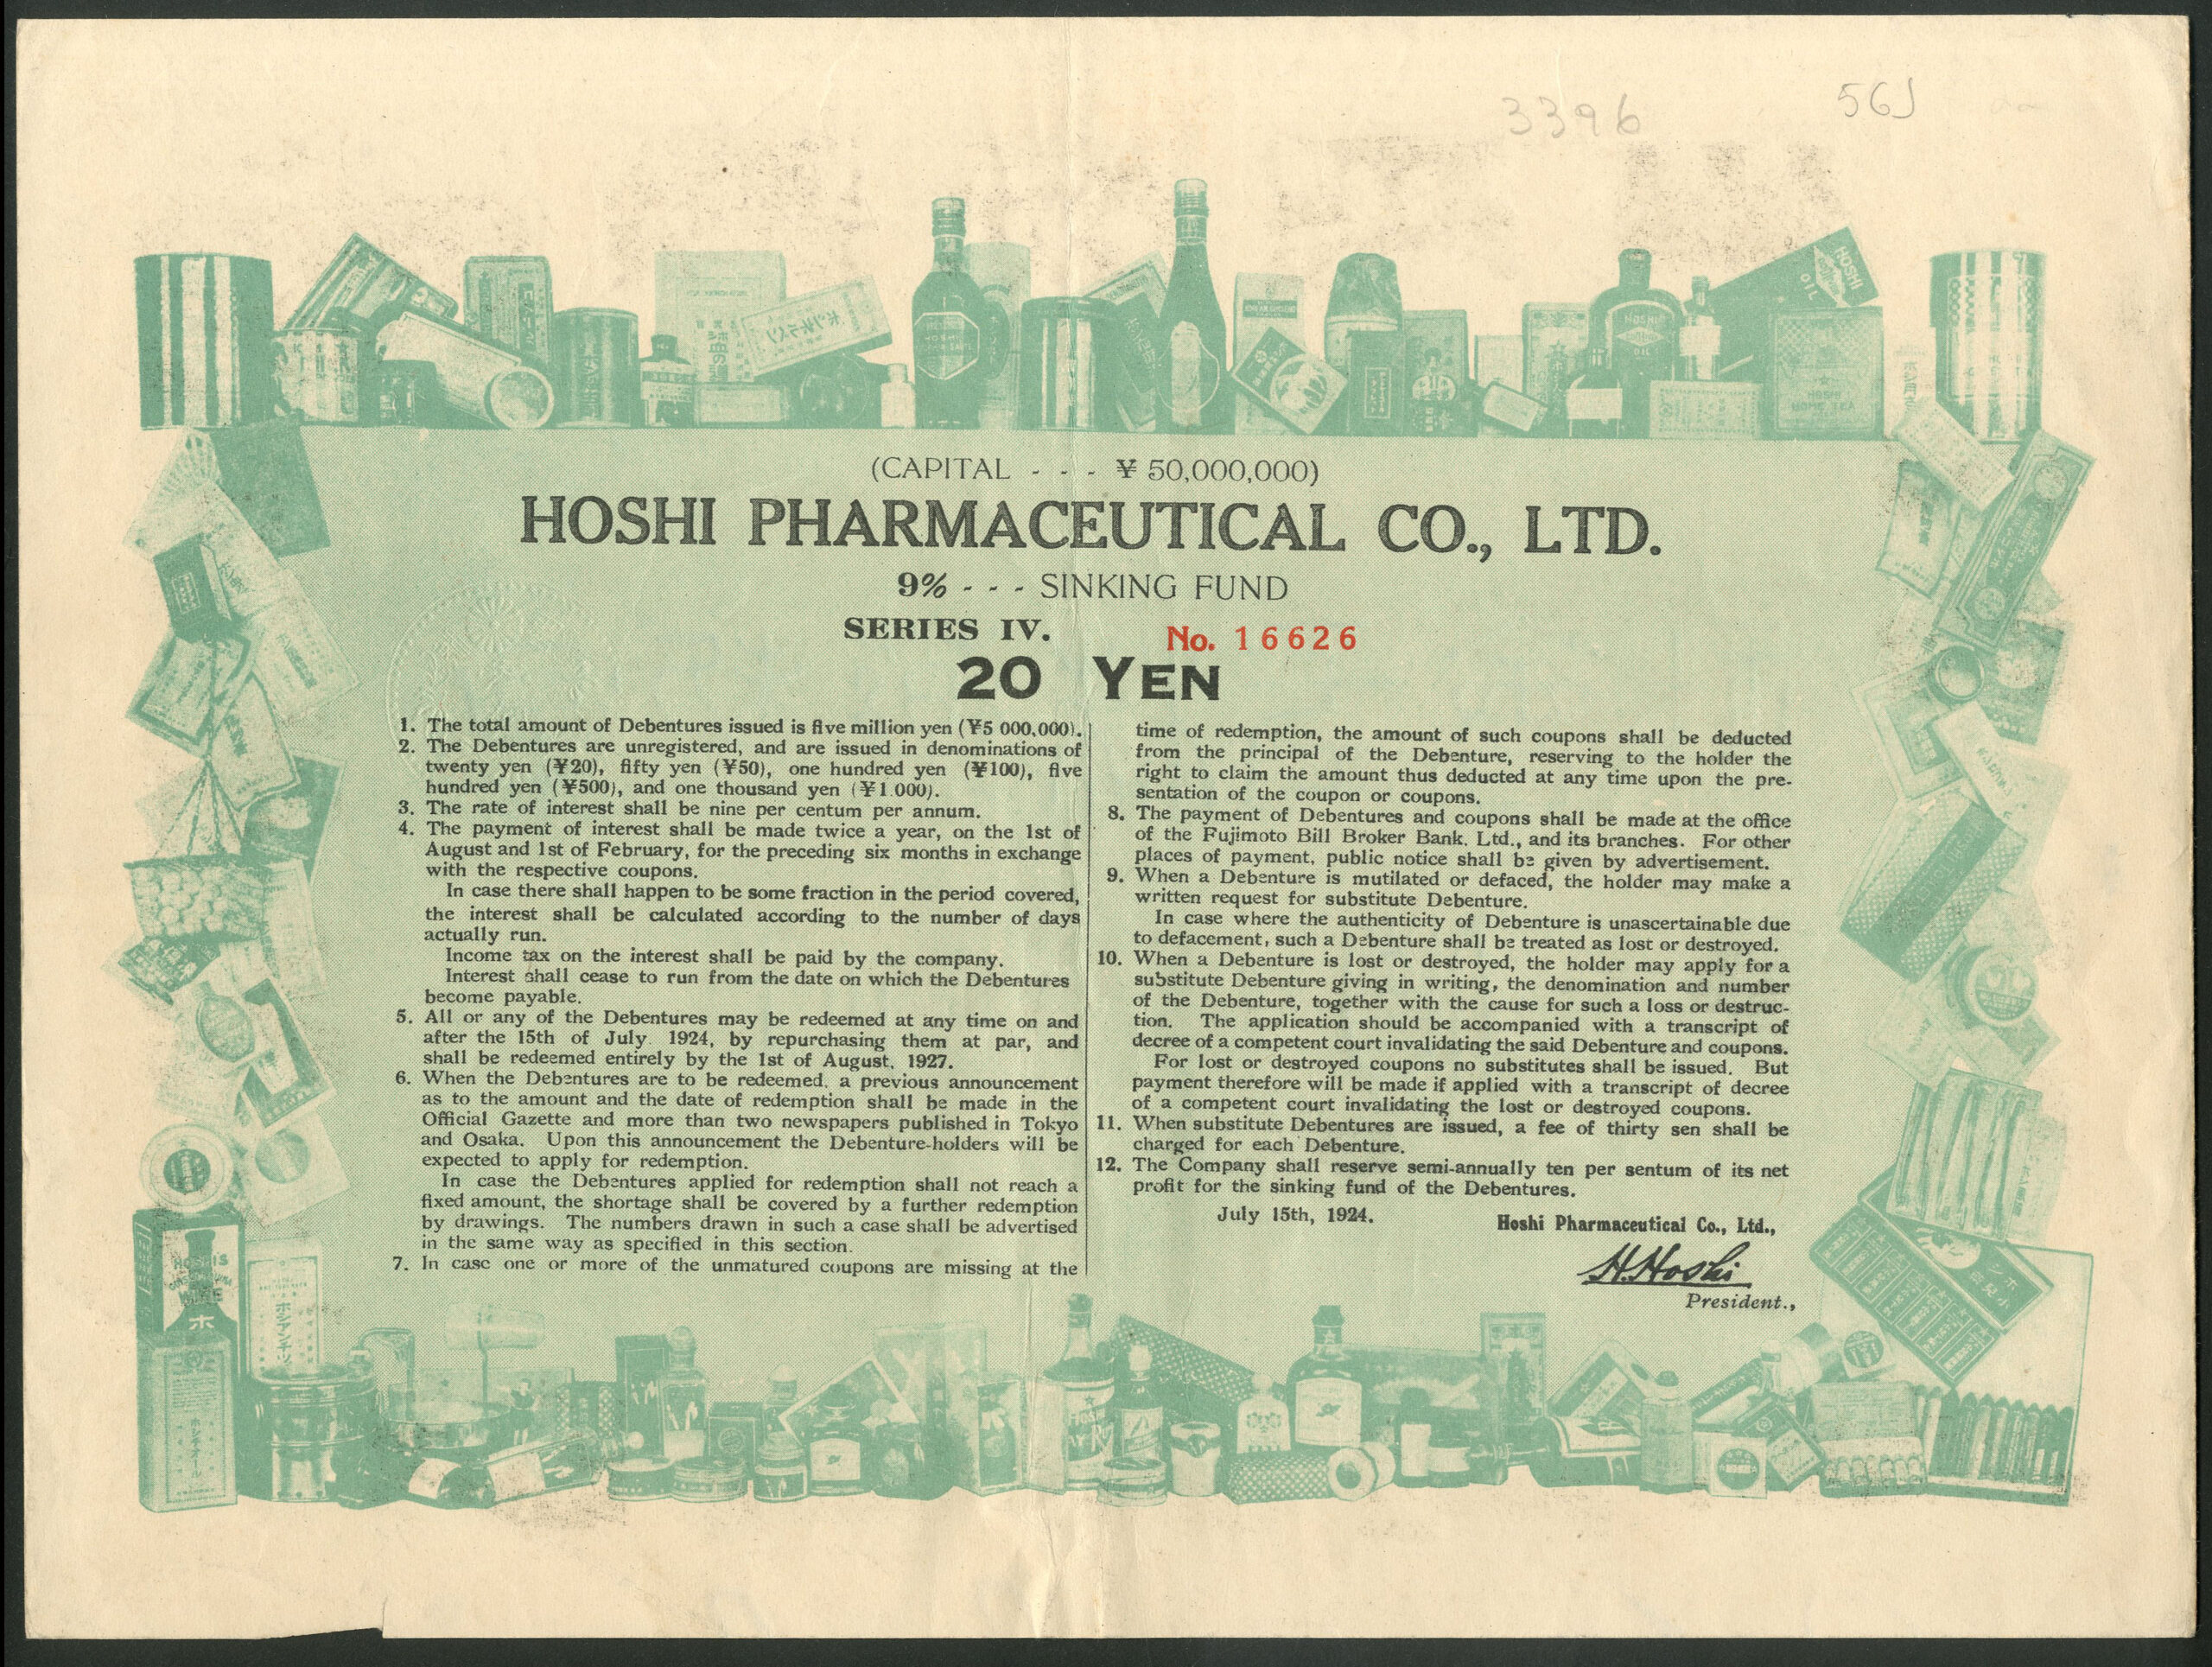 3396
561
(CAPITAL - - - ¥ 50,000,000)
HOSHI PHARMACEUTICAL CO., LTD.
9% - - - SINKING FUND
SERIES IV.
No. 16626
20 YEN
1. The total amount of Debentures issued is five million yen (¥5 000,000).
2. The Debentures are unregistered, and are issued in denominations of
twenty yen (¥20), fifty yen (¥50), one hundred yen (¥100), five
hundred yen (¥500), and one thousand yen (¥1.000).
3. The rate of interest shall be nine per centum per annum.
4. The payment of interest shall be made twice a year, on the 1st of
August and 1st of February, for the preceding six months in exchange
with the respective coupons.
In case there shall happen to be some fraction in the period covered,
the interest shall be calculated according to the number of days
actually run.
Income tax on the interest shall be paid by the company.
Interest shall cease to run from the date on which the Debentures
become payable.
5. All or any of the Debentures may be redeemed at any time on and
after the 15th of July 1924, by repurchasing them at par, and
shall be redeemed entirely by the 1st of August, 1927.
6. When the Debentures are to be redeemed, a previous announcement
as to the amount and the date of redemption shall be made in the
Official Gazette and more than two newspapers published in Tokyo
and Osaka. Upon this announcement the Debenture-holders will be
expected to apply for redemption.
In case the Debentures applied for redemption shall not reach a
fixed amount, the shortage shall be covered by a further redemption
by drawings. The numbers drawn in such a case shall be advertised
in the same way as specified in this section.
7. In case one or more of the unmatured coupons are missing at the
time of redemption, the amount of such coupons shall be deducted
from the principal of the Debenture, reserving to the holder the
right to claim the amount thus deducted at any time upon the pre-
sentation of the coupon or coupons.
8. The payment of Debentures and coupons shall be made at the office
of the Fujimoto Bill Broker Bank. Ltd., and its branches. For other
places of payment, public notice shall be given by advertisement.
9. When a Debenture is mutilated or defaced, the holder may make a
written request for substitute Debenture.
In case where the authenticity of Debenture is unascertainable due
to defacement, such a Debenture shall be treated as lost or destroyed.
10. When a Debenture is lost or destroyed, the holder may apply for a
substitute Debenture giving in writing, the denomination and number
of the Debenture, together with the cause for such a loss or destruc-
tion. The application should be accompanied with a transcript of
decree of a competent court invalidating the said Debenture and coupons.
For lost or destroyed coupons no substitutes shall be issued. But
payment therefore will be made if applied with a transcript of decree
of a competent court invalidating the lost or destroyed coupons.
11. When substitute Debentures are issued, a fee of thirty sen shall be
charged for each Debenture.
12. The Company shall reserve semi-annually ten per sentum of its net
profit for the sinking fund of the Debentures.
July 15th, 1924.
Hoshi Pharmaceutical Co., Ltd.,
H. Hoshi
President.,
HOSHI
OIL
HOSHI
OIL
HOSHI
HOME TEA
HOSHI'S
WINE
ホ
ホシチオール